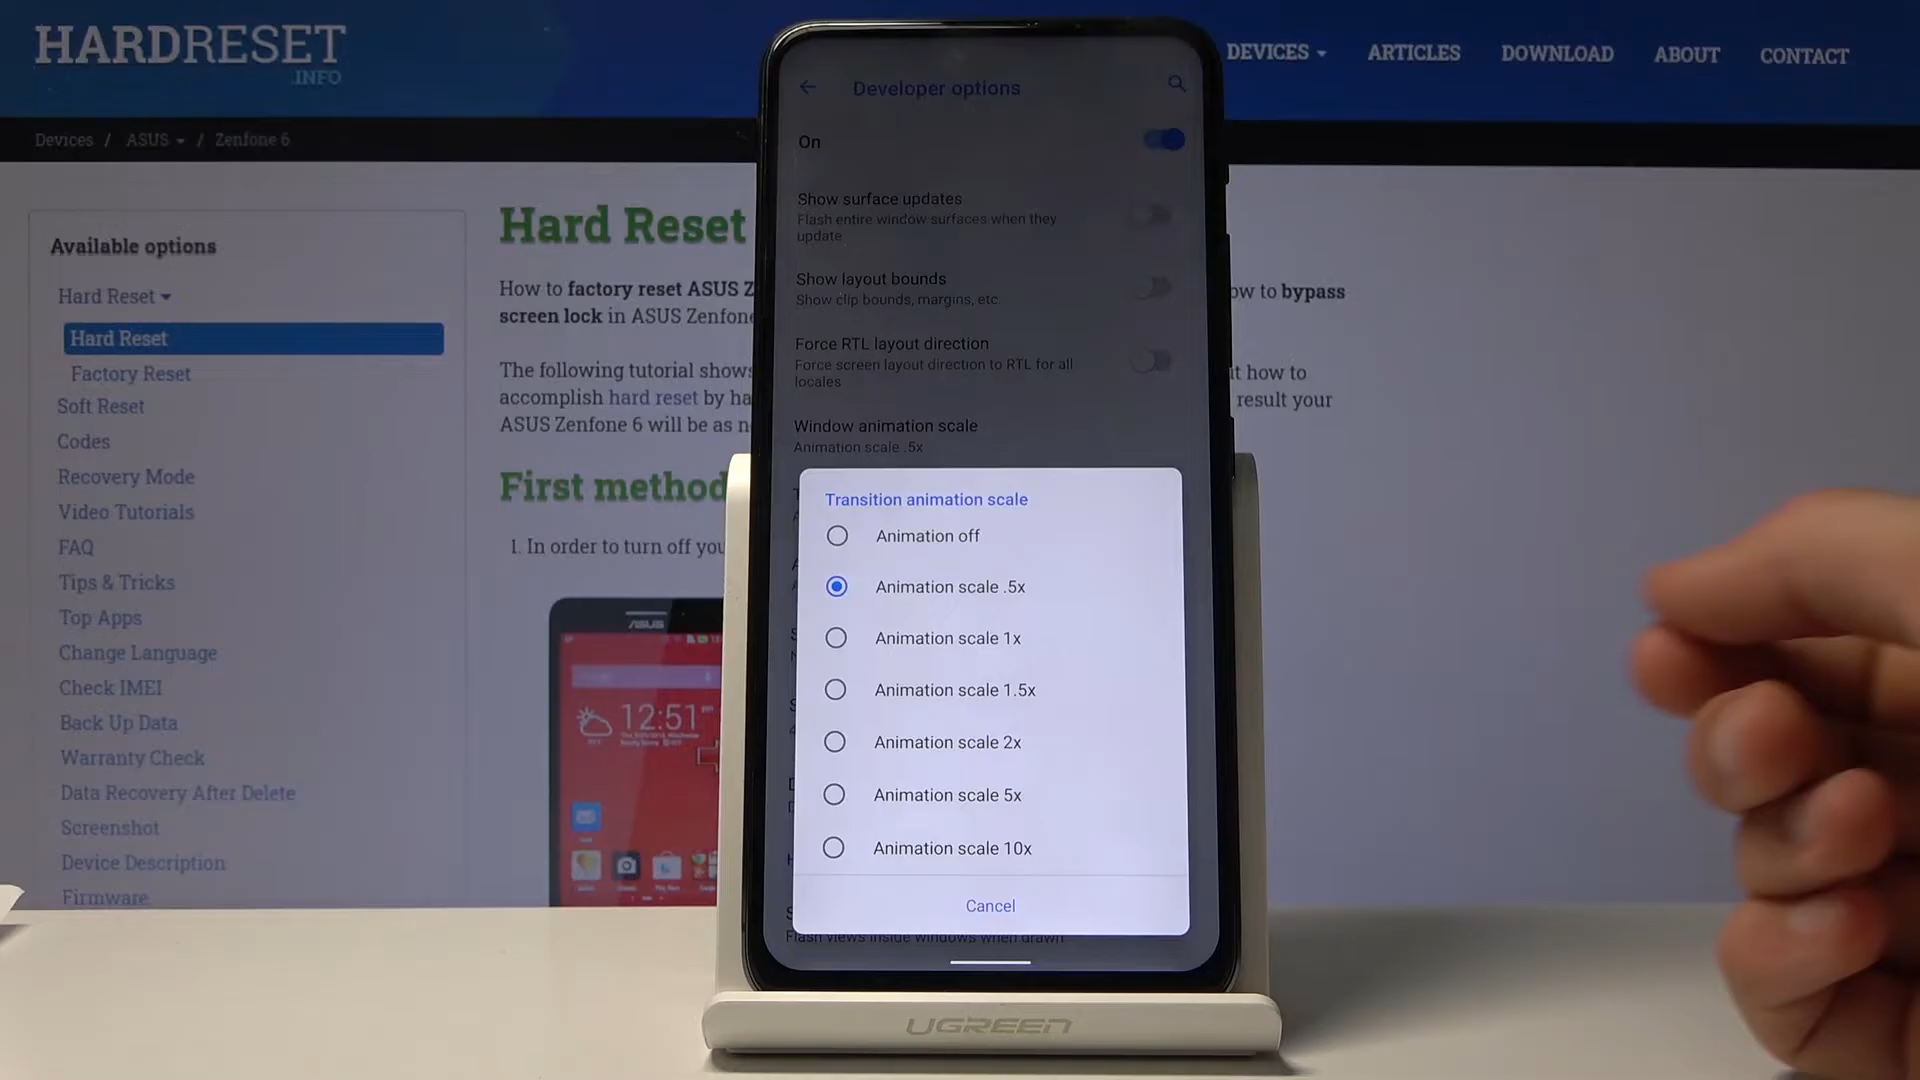 HARDRESET
.INFO
DEVICES
ARTICLES
DOWNLOAD
ABOUT
CONTACT
Devices / ASUS / Zenfone 6
Available options
Hard Reset
Hard Reset
Factory Reset
Soft Reset
Codes
Recovery Mode
Video Tutorials
FAQ
Tips & Tricks
Top Apps
Change Language
Check IMEI
Back Up Data
Warranty Check
Data Recovery After Delete
Screenshot
Device Description
Firmware
Hard Reset
How to factory reset ASUS Z
screen lock in ASUS Zenfone
The following tutorial shows
accomplish hard reset by ha
ASUS Zenfone 6 will be as n
First method
1. In order to turn off you
ow to bypass
it how to
result your
ASUS
12:51
Developer options
On
Show surface updates
Flash entire window surfaces when they
update
Show layout bounds
Show clip bounds, margins, etc.
Force RTL layout direction
Force screen layout direction to RTL for all
locales
Window animation scale
Animation scale .5x
Transition animation scale
Animation off
Animation scale .5x
Animation scale 1x
Animation scale 1.5x
Animation scale 2x
Animation scale 5x
Animation scale 10x
Cancel
Flash views inside windows when drawn
UGREEN